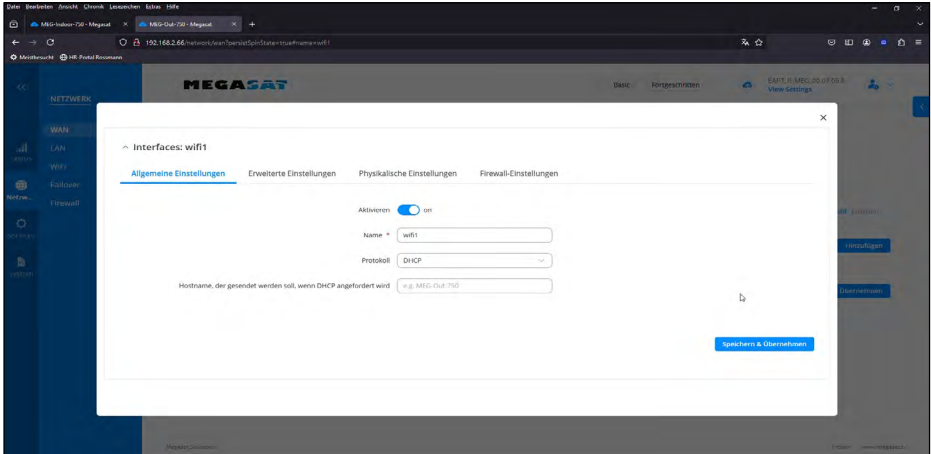 Datei Bearbeiten Ansicht Chronik Lesezeichen Extras Hilfe
MEG-Indoor-750 - Megasat
MEG-Out-750 - Megasat
192.168.2.66/network/wan?persistSpinState=true#name=wifi1
Meistbesucht HR-Portal Rossmann
MEGASAT
Basic
Fortgeschritten
View Settings
NETZWERK
WAN
LAN
WiFi
Failover
Firewall
Netzw...
Interfaces: wifi1
Allgemeine Einstellungen Erweiterte Einstellungen Physikalische Einstellungen Firewall-Einstellungen
Aktivieren on
Name * wifi1
Protokoll DHCP
Hostname, der gesendet werden soll, wenn DHCP angefordert wird e.g. MEG-Out-750
Speichern & Übernehmen
Hinzufügen
Übernehmen